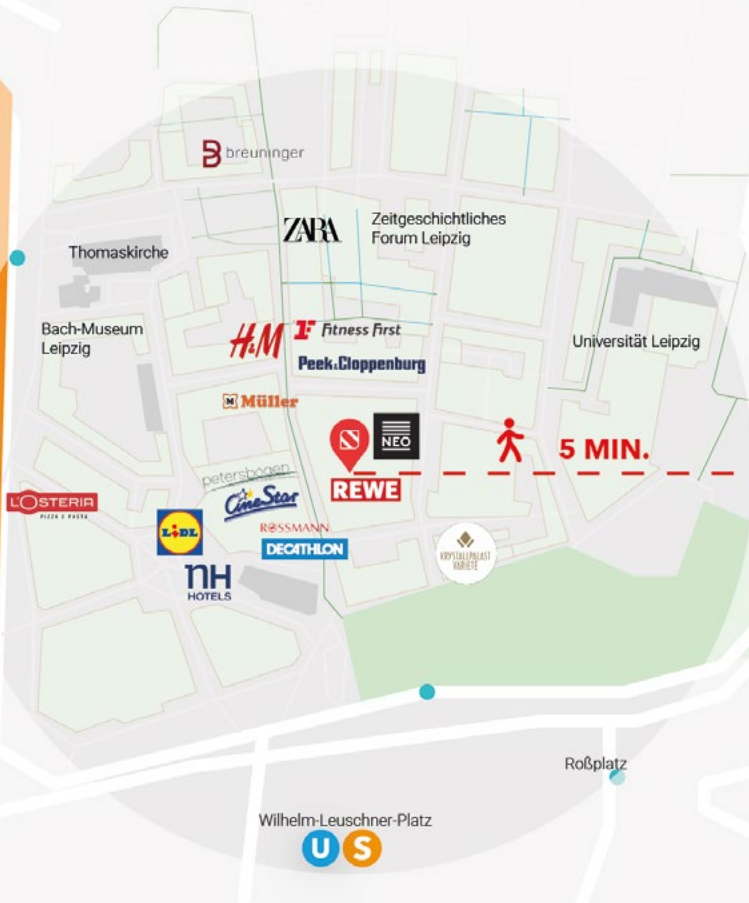 B breuninger
ZARA
Zeitgeschichtliches
Forum Leipzig
Thomaskirche
Bach-Museum
Leipzig
H&M
Fitness First
Peek&Cloppenburg
Universität Leipzig
M Müller
NEO
5 MIN.
REWE
petersbogen
CineStar
L'OSTERIA
PIZZA E PASTA
ROSSMANN
LIDL
DECATHLON
KRYSTALLPALAST
VARIETÉ
nH
HOTELS
Roßplatz
Wilhelm-Leuschner-Platz
U S